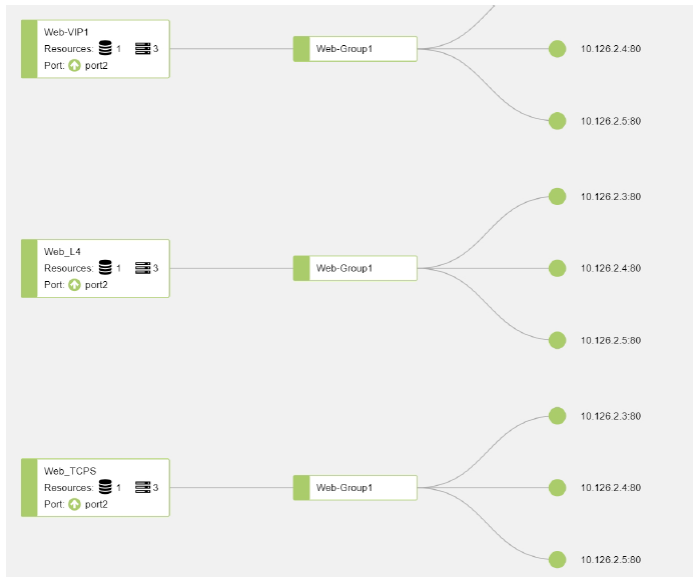 Web-VIP1
Resources: 1 3
Port: port2
Web-Group1
10.126.2.4:80
10.126.2.5:80
Web_L4
Resources: 1 3
Port: port2
Web-Group1
10.126.2.3:80
10.126.2.4:80
10.126.2.5:80
Web_TCPS
Resources: 1 3
Port: port2
Web-Group1
10.126.2.3:80
10.126.2.4:80
10.126.2.5:80